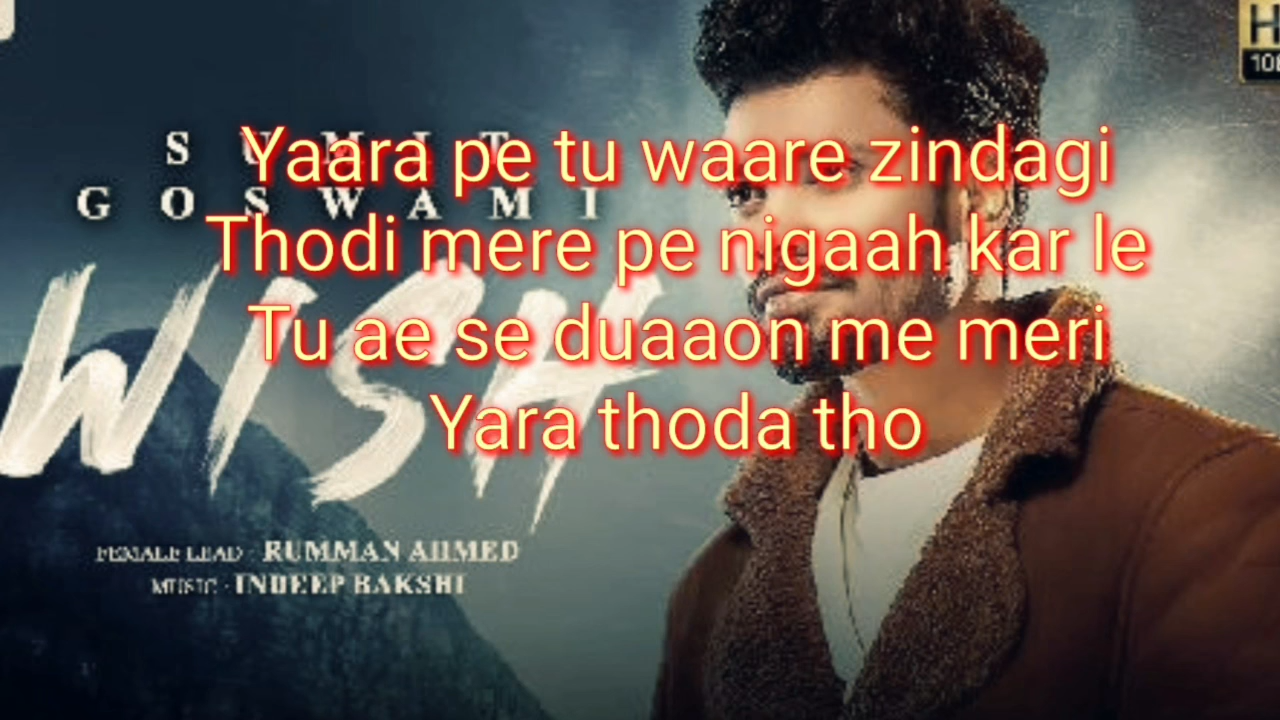 SUMIT
GOSWAMI
WISH
Yaara pe tu waare zindagi
Thodi mere pe nigaah kar le
Tu ae se duaaon me meri
Yara thoda tho
FEMALE LEAD : RUMMAN AHMED
MUSIC : INDEEP BAKSHI